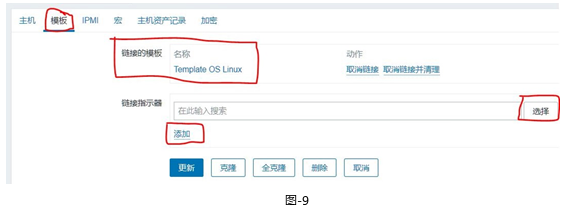 主机 模板 IPMI 宏 主机资产记录 加密
链接的模板 名称 动作
Template OS Linux 取消链接 取消链接并清理
链接指示器 在此输入搜索 选择
添加
更新 克隆 全克隆 删除 取消
图-9